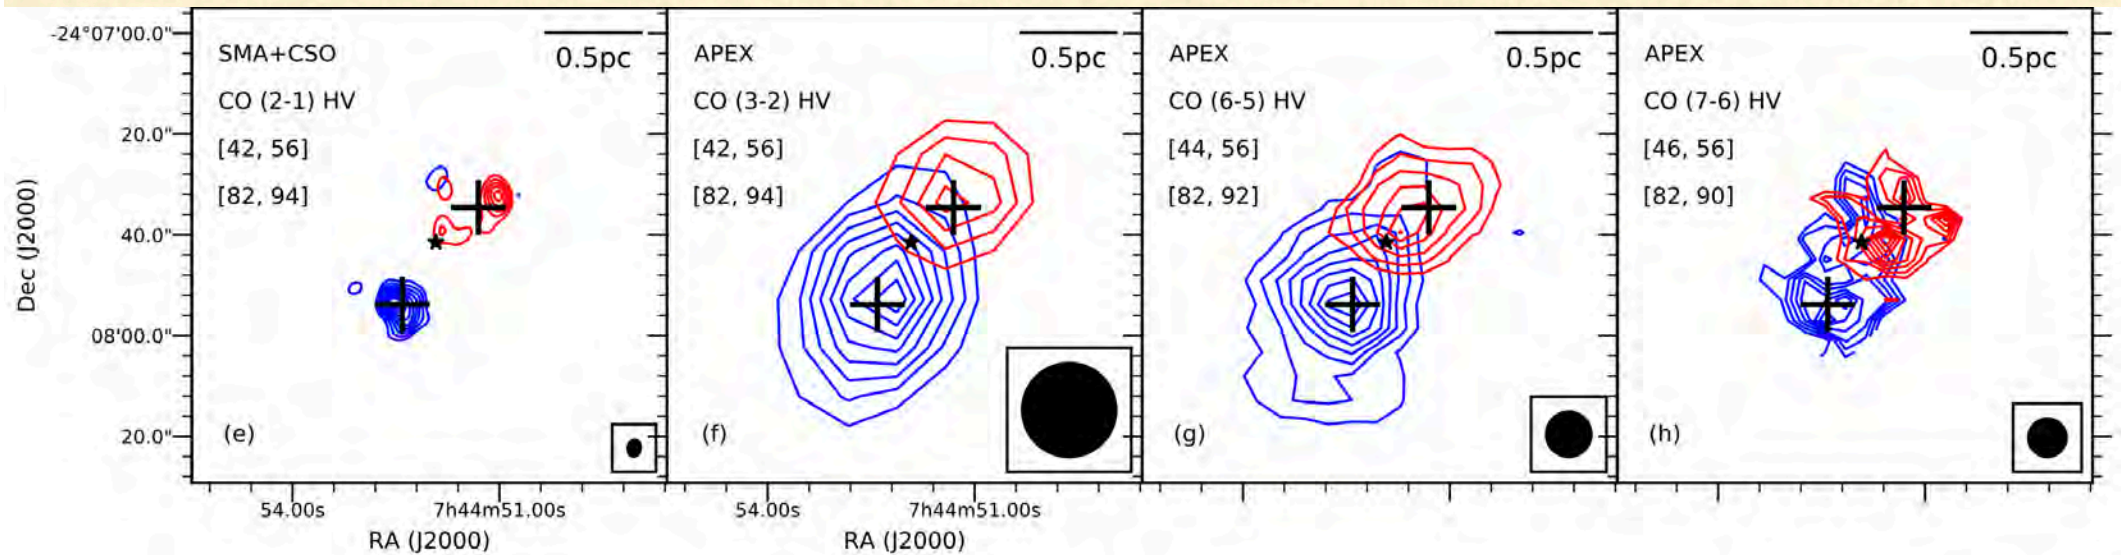 -24°07'00.0"
20.0"
40.0"
08'00.0"
20.0"
Dec (J2000)
SMA+CSO
0.5pc
CO (2-1) HV
[42, 56]
[82, 94]
(e)
54.00s
7h44m51.00s
RA (J2000)
APEX
0.5pc
CO (3-2) HV
[42, 56]
[82, 94]
(f)
54.00s
7h44m51.00s
RA (J2000)
APEX
0.5pc
CO (6-5) HV
[44, 56]
[82, 92]
(g)
APEX
0.5pc
CO (7-6) HV
[46, 56]
[82, 90]
(h)